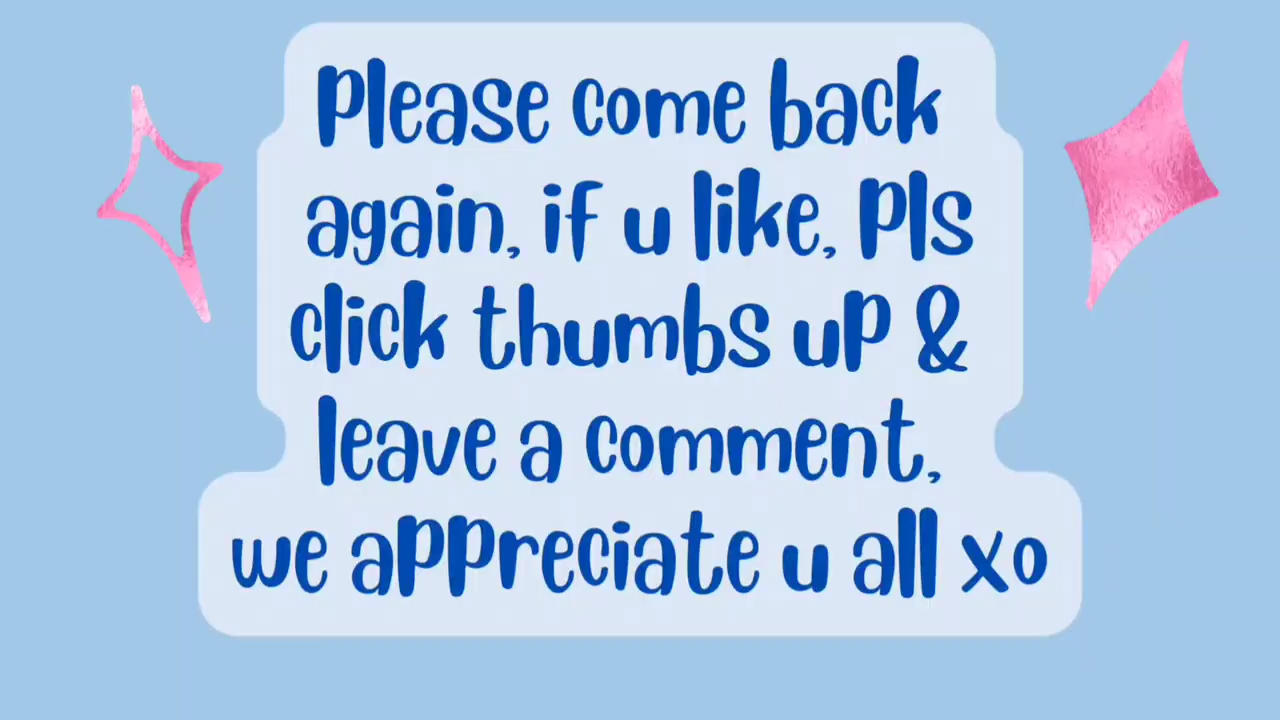 Please come back
again, if u like, pls
click thumbs up &
leave a comment,
we appreciate u all xo